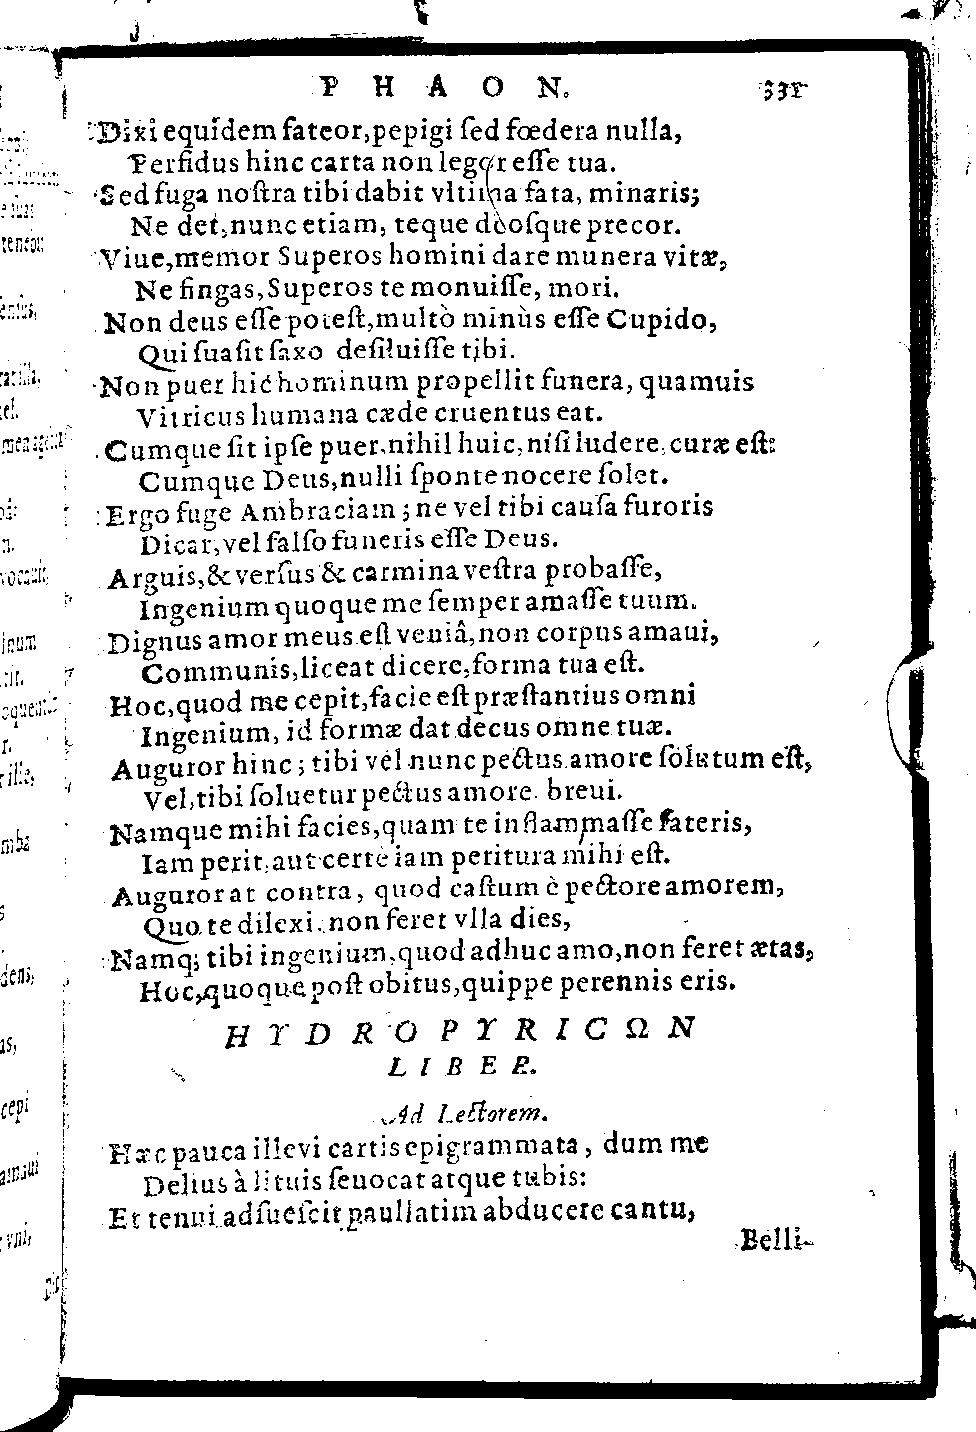 PHAON. 331
Dixi equidem fateor, pepigi sed fœdera nulla,
Perfidus hinc carta non legor esse tua.
Sed fuga nostra tibi dabit vltima fata, minaris;
Ne det, nunc etiam, teque deòsque precor.
Viue, memor Superos homini dare munera vitæ,
Ne fingas, Superos te monuisse, mori.
Non deus esse potest, multò minùs esse Cupido,
Qui suasit saxo desiluisse tibi.
Non puer hic hominum propellit funera, quamuis
Vitricus humana cæde cruentus eat.
Cumque sit ipse puer, nihil huic, nisi ludere, curæ est:
Cumque Deus, nulli sponte nocere solet.
Ergo fuge Ambraciam; ne vel tibi causa furoris
Dicar, vel falso funeris esse Deus.
Arguis, & versus & carmina vestra probasse,
Ingenium quoque me semper amasse tuum.
Dignus amor meus est veniâ, non corpus amaui,
Communis, liceat dicere, forma tua est.
Hoc, quod me cepit, facie est præstantius omni
Ingenium, id formæ dat decus omne tuæ.
Auguror hinc; tibi vel nunc pectus amore solutum est,
Vel, tibi soluetur pectus amore breui.
Namque mihi facies, quam te inflammasse fateris,
Iam perit, aut certe iam peritura mihi est.
Auguror at contra, quod castum è pectore amorem,
Quo te dilexi, non feret vlla dies,
Namq; tibi ingenium, quod adhuc amo, non feret ætas,
Hoc, quoque post obitus, quippe perennis eris.
HYDROPYRICΩN
LIBER.
Ad Lectorem.
Hæc pauca illevi cartis epigrammata, dum me
Delius à lituis seuocat atque tubis:
Et tenui adsuescit paullatim abducere cantu,
Belli-